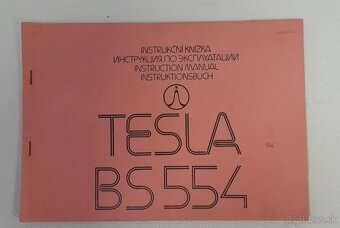 INSTRUKČNÍ KNÍŽKA
ИНСТРУКЦИЯ ПО ЭКСПЛУАТАЦИИ
INSTRUCTION MANUAL
INSTRUKTIONSBUCH
TESLA
BS 554